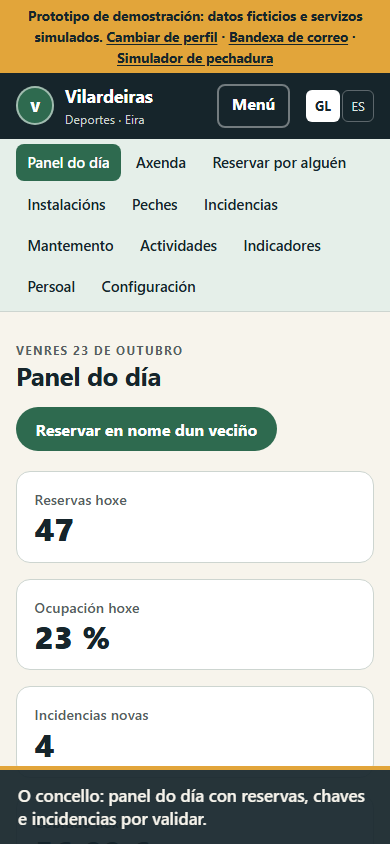 Prototipo de demostración: datos ficticios e servizos
simulados. Cambiar de perfil · Bandexa de correo ·
Simulador de pechadura
v
Vilardeiras
Deportes · Eira
Menú
GL
ES
Panel do día
Axenda
Reservar por alguén
Instalacións
Peches
Incidencias
Mantemento
Actividades
Indicadores
Persoal
Configuración
VENRES 23 DE OUTUBRO
Panel do día
Reservar en nome dun veciño
Reservas hoxe
47
Ocupación hoxe
23 %
Incidencias novas
4
O concello: panel do día con reservas, chaves
e incidencias por validar.